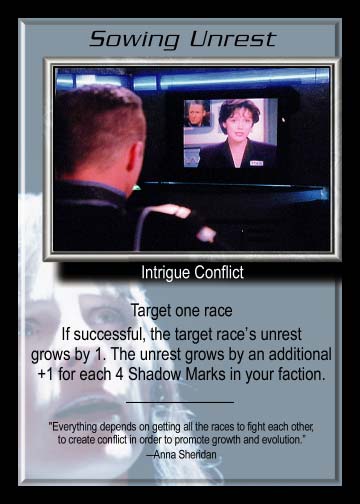 Sowing Unrest
Intrigue Conflict
Target one race
If successful, the target race's unrest
grows by 1. The unrest grows by an additional
+1 for each 4 Shadow Marks in your faction.
"Everything depends on getting all the races to fight each other,
to create conflict in order to promote growth and evolution."
—Anna Sheridan